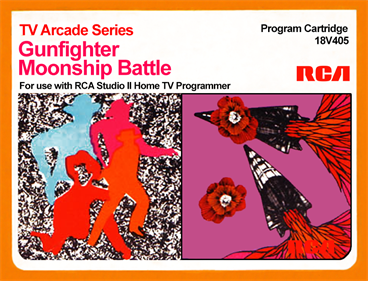 TV Arcade Series
Gunfighter
Moonship Battle
For use with RCA Studio II Home TV Programmer
Program Cartridge
18V405
RCA
RCA